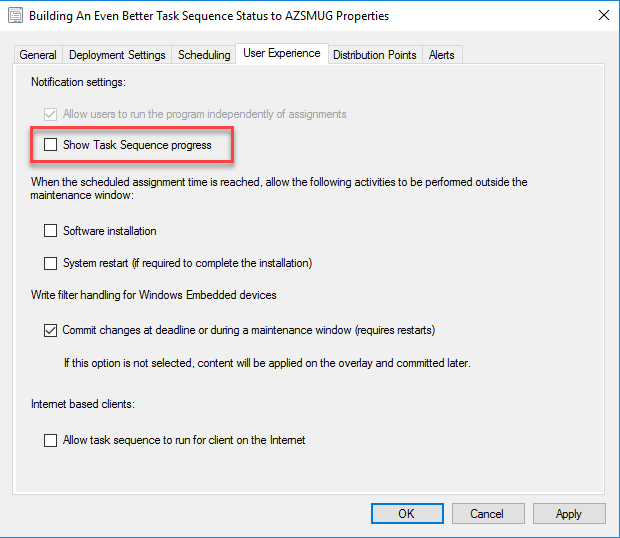 Building An Even Better Task Sequence Status to AZSMUG Properties
General Deployment Settings Scheduling User Experience Distribution Points Alerts
Notification settings:
Allow users to run the program independently of assignments
Show Task Sequence progress
When the scheduled assignment time is reached, allow the following activities to be performed outside the
maintenance window:
Software installation
System restart (if required to complete the installation)
Write filter handling for Windows Embedded devices
Commit changes at deadline or during a maintenance window (requires restarts)
If this option is not selected, content will be applied on the overlay and committed later.
Internet based clients:
Allow task sequence to run for client on the Internet
OK Cancel Apply